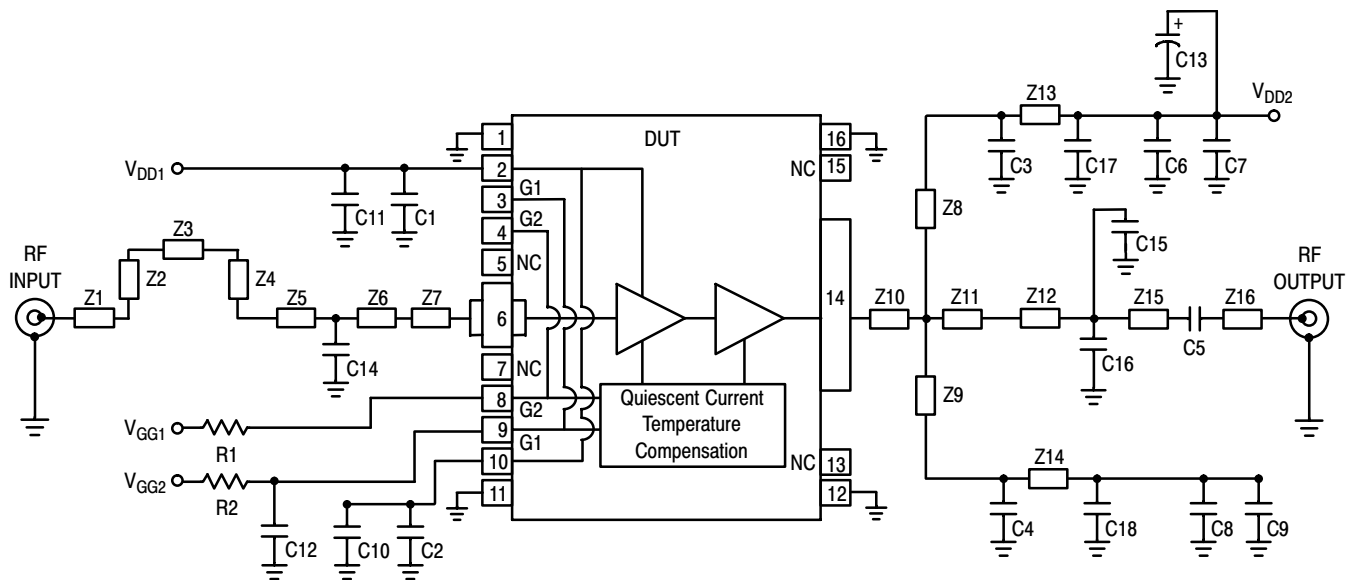 C13
Z13
VDD2
C3
C17
C6
C7
Z8
C15
RF
OUTPUT
Z10
Z11
Z12
Z15
C5
Z16
C16
Z9
Z14
C4
C18
C8
C9
DUT
1
2
G1
3
G2
4
5
NC
6
7
NC
8
G2
9
G1
10
11
16
NC
15
14
NC
13
12
Quiescent Current
Temperature
Compensation
VDD1
C11
C1
RF
INPUT
Z1
Z2
Z3
Z4
Z5
Z6
Z7
C14
VGG1
R1
VGG2
R2
C12
C10
C2
+